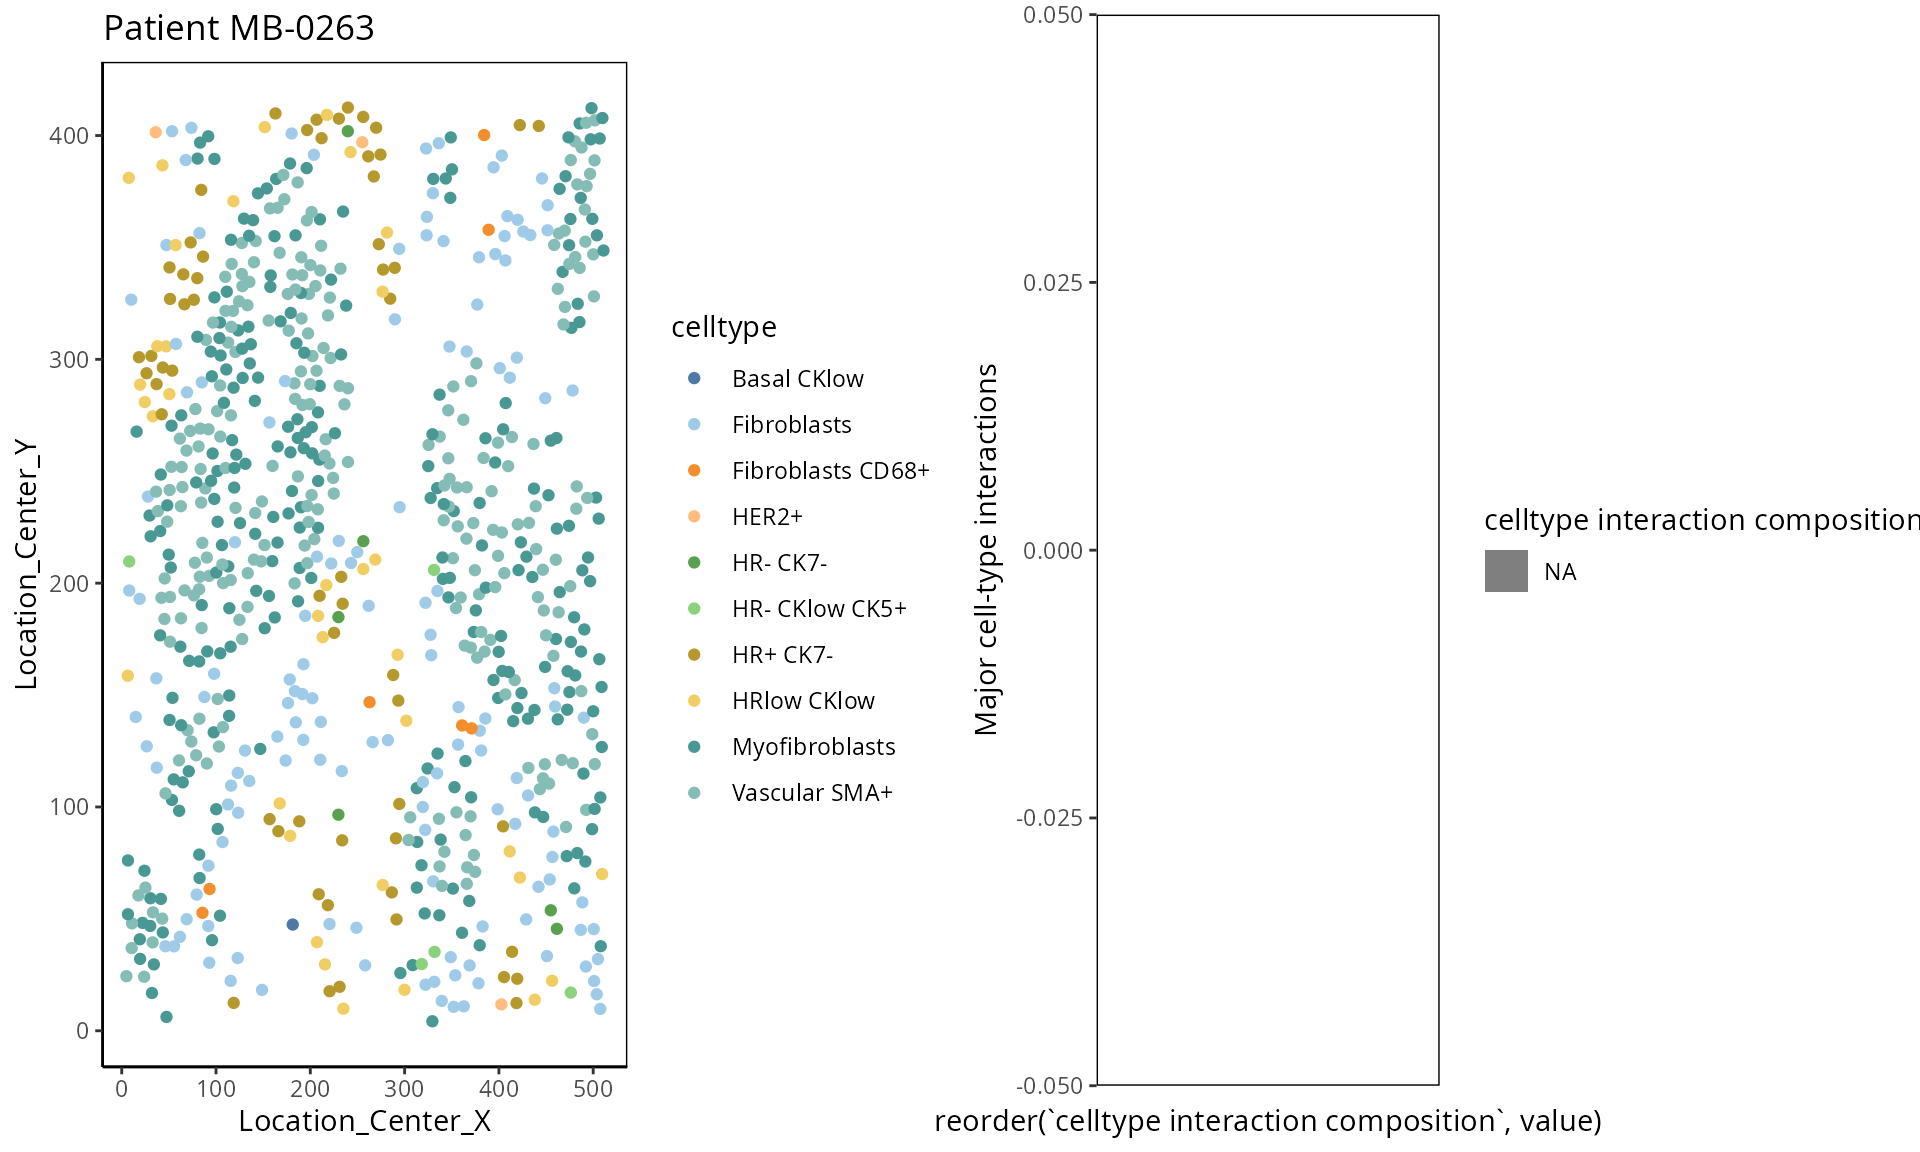 Patient MB-0263
400
300
200
100
0
Location_Center_Y
0 100 200 300 400 500
Location_Center_X
celltype
Basal CKlow
Fibroblasts
Fibroblasts CD68+
HER2+
HR- CK7-
HR- CKlow CK5+
HR+ CK7-
HRlow CKlow
Myofibroblasts
Vascular SMA+
0.050
0.025
0.000
-0.025
-0.050
Major cell-type interactions
reorder(`celltype interaction composition`, value)
celltype interaction composition
NA